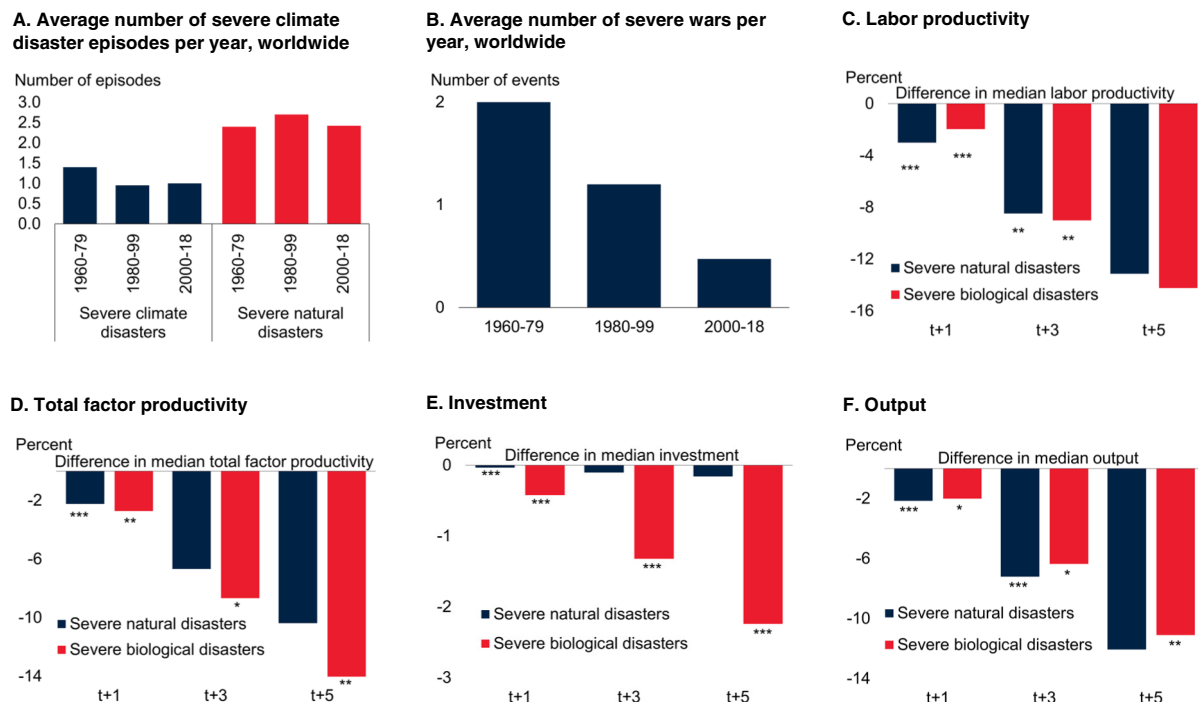 A. Average number of severe climate
disaster episodes per year, worldwide
Number of episodes
3.0
2.5
2.0
1.5
1.0
0.5
0.0
1960-79
1980-99
2000-18
1960-79
1980-99
2000-18
Severe climate
disasters
Severe natural
disasters
B. Average number of severe wars per
year, worldwide
Number of events
2
1
0
1960-79
1980-99
2000-18
C. Labor productivity
Percent
Difference in median labor productivity
0
-4
-8
-12
-16
***
***
**
**
Severe natural disasters
Severe biological disasters
t+1
t+3
t+5
D. Total factor productivity
Percent
Difference in median total factor productivity
-2
-6
-10
-14
***
**
*
**
Severe natural disasters
Severe biological disasters
t+1
t+3
t+5
E. Investment
Percent
Difference in median investment
0
-1
-2
-3
***
***
***
***
Severe natural disasters
Severe biological disasters
t+1
t+3
t+5
F. Output
Percent
Difference in median output
-2
-6
-10
-14
***
*
***
*
**
Severe natural disasters
Severe biological disasters
t+1
t+3
t+5